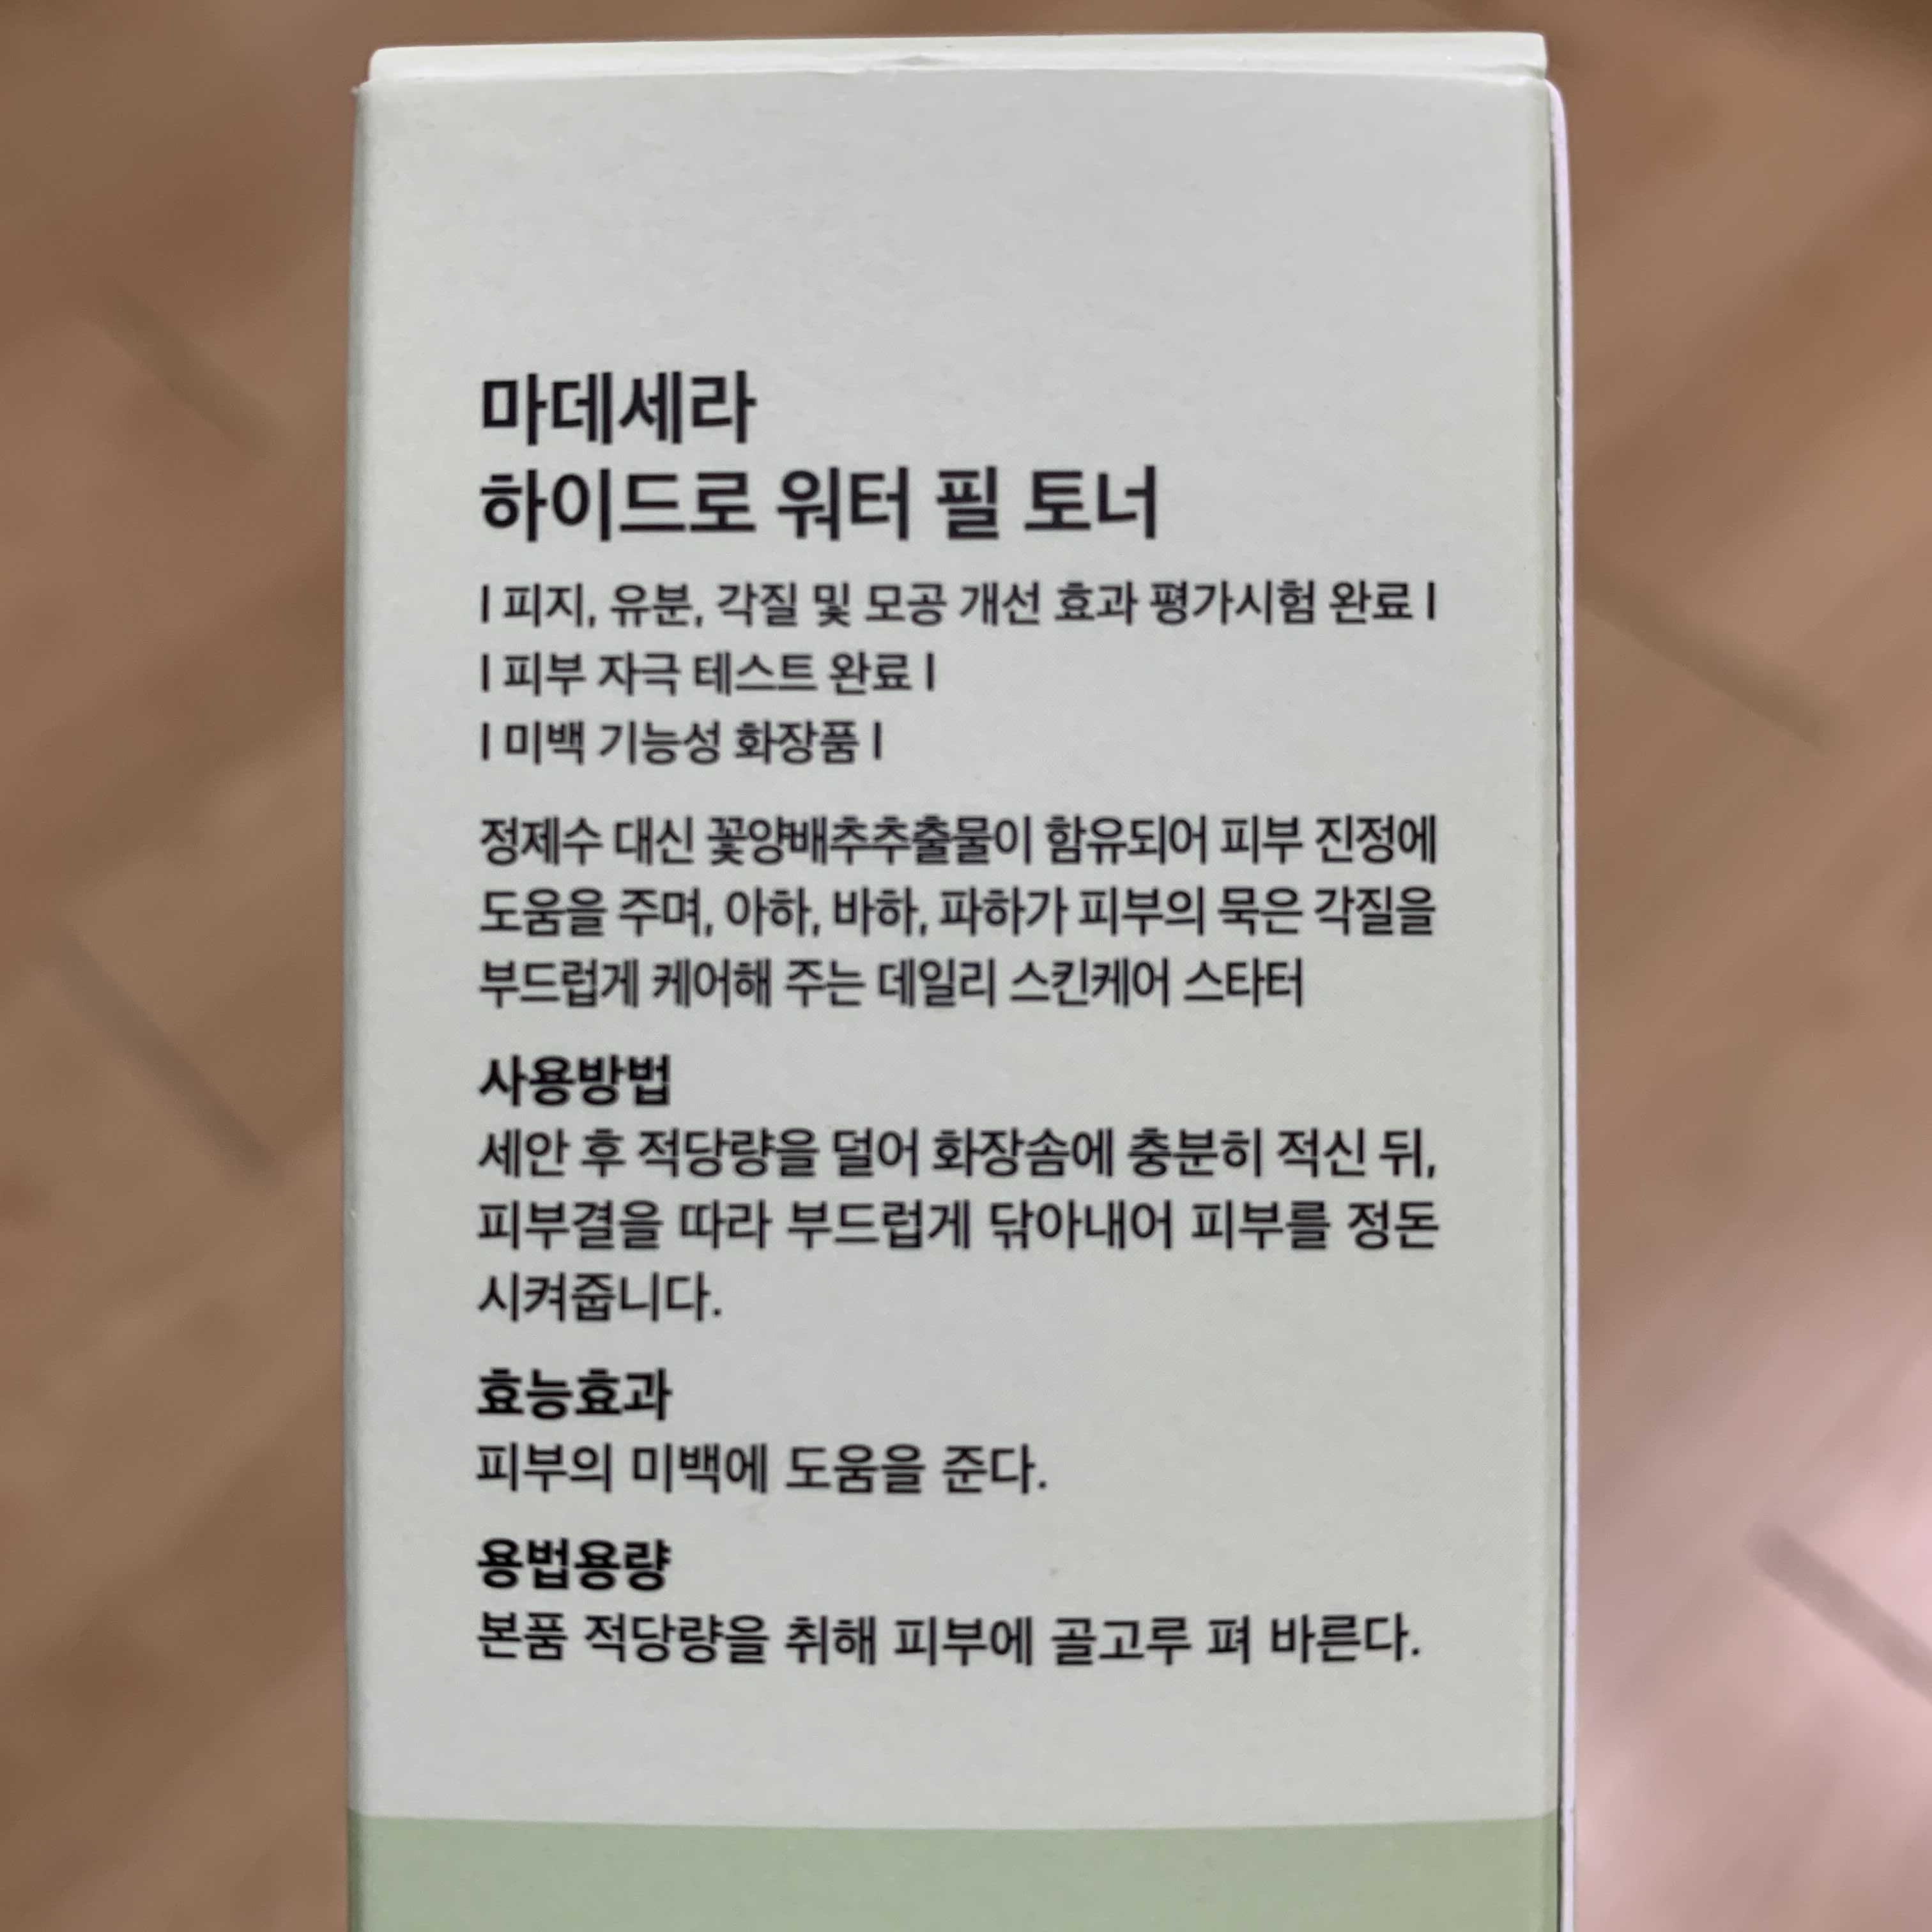 마데세라
하이드로 워터 필 토너
| 피지, 유분, 각질 및 모공 개선 효과 평가시험 완료 |
| 피부 자극 테스트 완료 |
| 미백 기능성 화장품 |
정제수 대신 꽃양배추추출물이 함유되어 피부 진정에
도움을 주며, 아하, 바하, 파하가 피부의 묵은 각질을
부드럽게 케어해 주는 데일리 스킨케어 스타터
사용방법
세안 후 적당량을 덜어 화장솜에 충분히 적신 뒤,
피부결을 따라 부드럽게 닦아내어 피부를 정돈
시켜줍니다.
효능효과
피부의 미백에 도움을 준다.
용법용량
본품 적당량을 취해 피부에 골고루 펴 바른다.